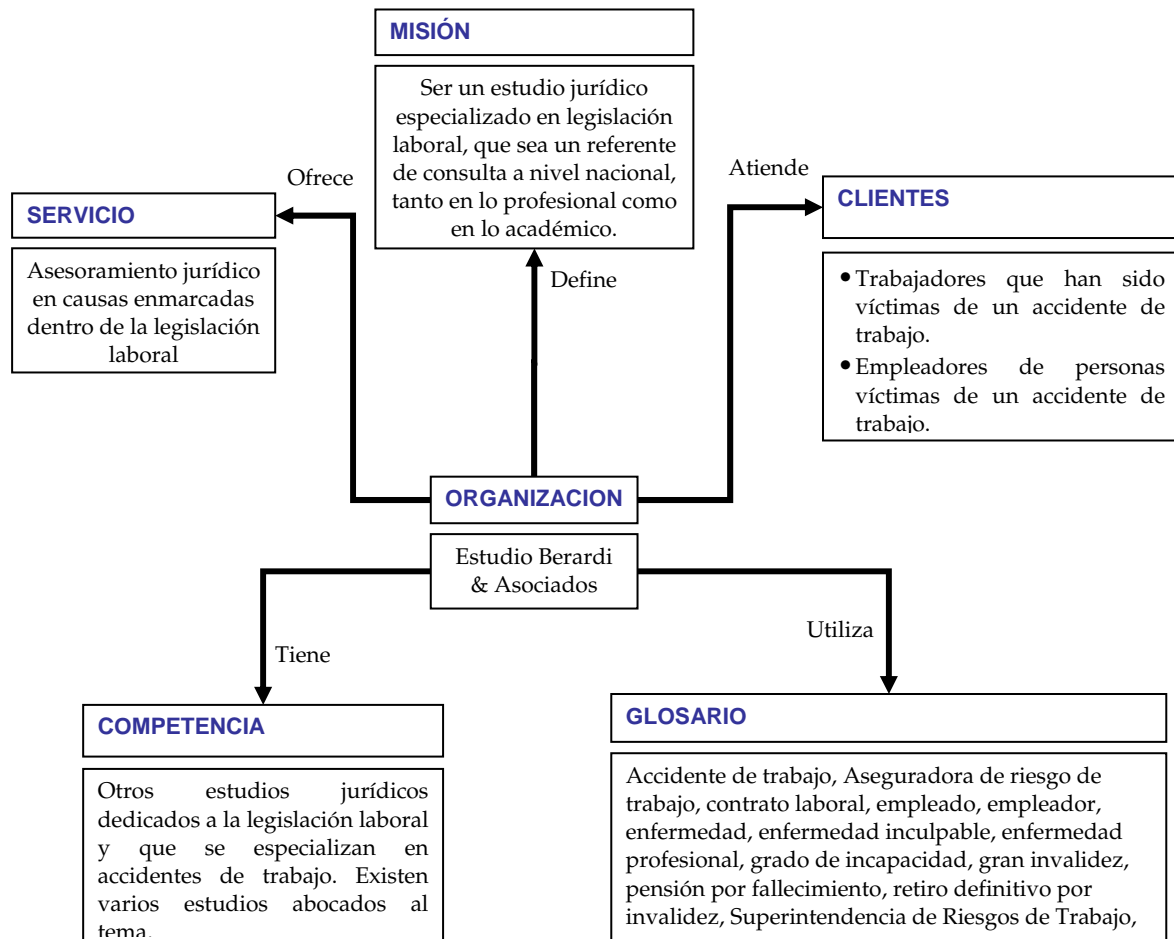 MISIÓN
Ser un estudio jurídico
especializado en legislación
laboral, que sea un referente
de consulta a nivel nacional,
tanto en lo profesional como
en lo académico.
Ofrece
Atiende
SERVICIO
Asesoramiento jurídico
en causas enmarcadas
dentro de la legislación
laboral
Define
CLIENTES
• Trabajadores que han sido
víctimas de un accidente de
trabajo.
• Empleadores de personas
víctimas de un accidente de
trabajo.
ORGANIZACION
Estudio Berardi
& Asociados
Tiene
Utiliza
COMPETENCIA
Otros estudios jurídicos
dedicados a la legislación laboral
y que se especializan en
accidentes de trabajo. Existen
varios estudios abocados al
tema.
GLOSARIO
Accidente de trabajo, Aseguradora de riesgo de
trabajo, contrato laboral, empleado, empleador,
enfermedad, enfermedad inculpable, enfermedad
profesional, grado de incapacidad, gran invalidez,
pensión por fallecimiento, retiro definitivo por
invalidez, Superintendencia de Riesgos de Trabajo,